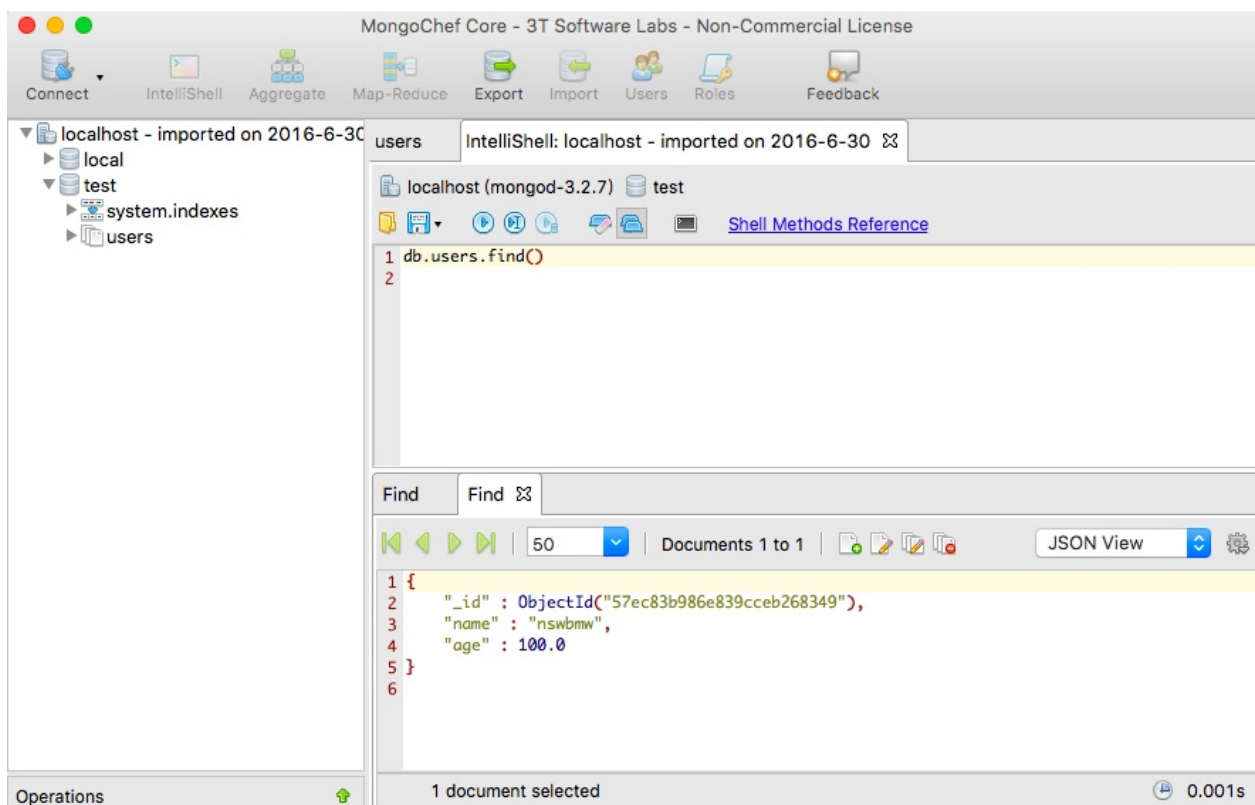 MongoChef Core - 3T Software Labs - Non-Commercial License
Connect IntelliShell Aggregate Map-Reduce Export Import Users Roles Feedback
localhost - imported on 2016-6-30
local
test
system.indexes
users
users IntelliShell: localhost - imported on 2016-6-30
localhost (mongod-3.2.7) test
Shell Methods Reference
1 db.users.find()
2
Find Find
50 Documents 1 to 1 JSON View
1 {
2 "_id" : ObjectId("57ec83b986e839cceb268349"),
3 "name" : "nswbmw",
4 "age" : 100.0
5 }
6
Operations
1 document selected 0.001s